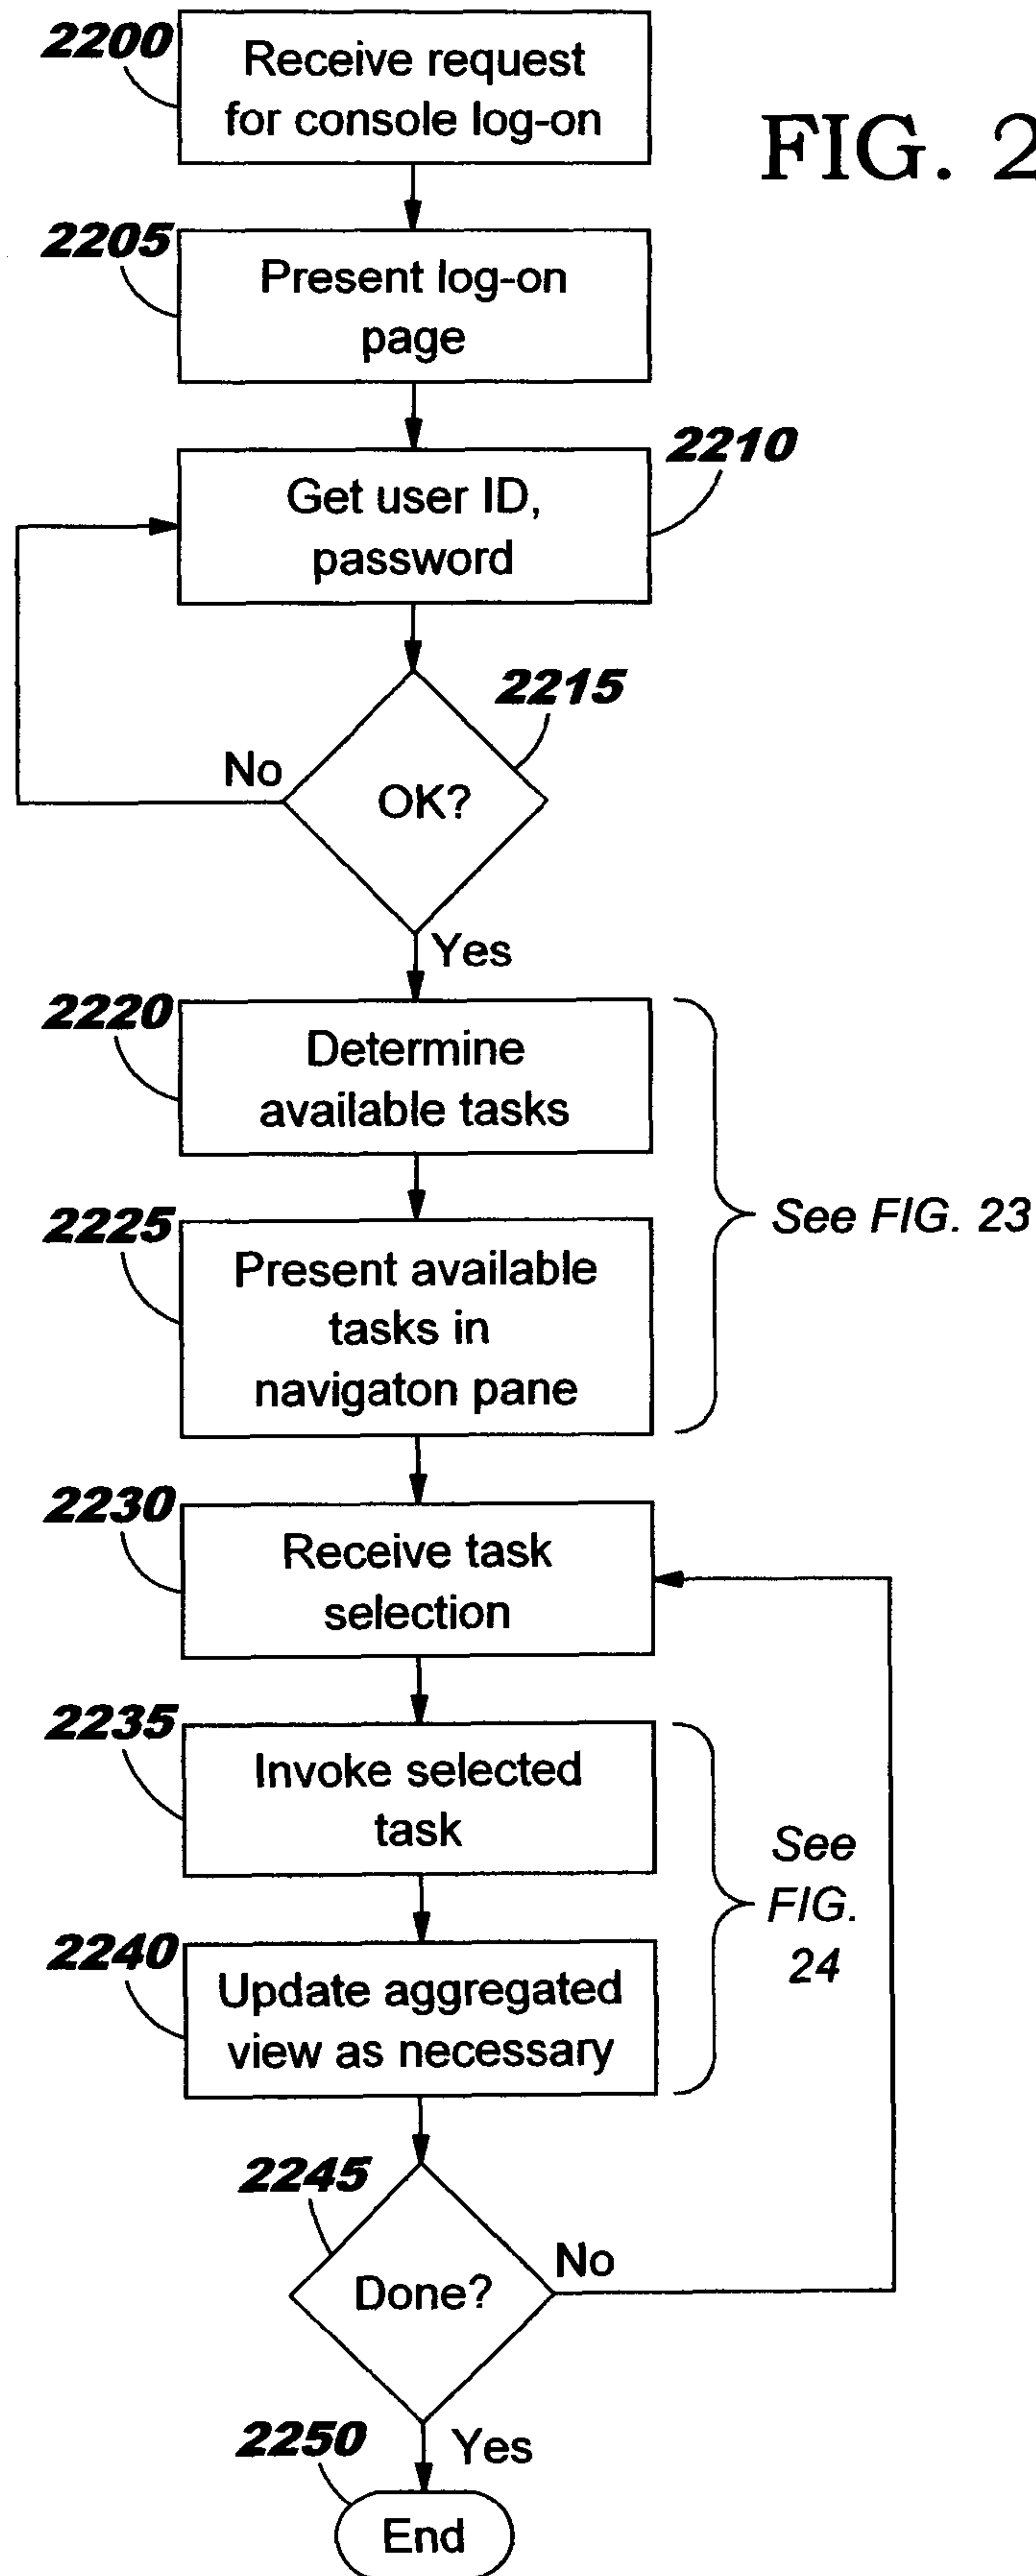 2200
Receive request
for console log-on
FIG. 2
2205
Present log-on
page
2210
Get user ID,
password
2215
No
OK?
Yes
2220
Determine
available tasks
See FIG. 23
2225
Present available
tasks in
navigaton pane
2230
Receive task
selection
2235
Invoke selected
task
See
FIG.
24
2240
Update aggregated
view as necessary
2245
No
Done?
Yes
2250
End